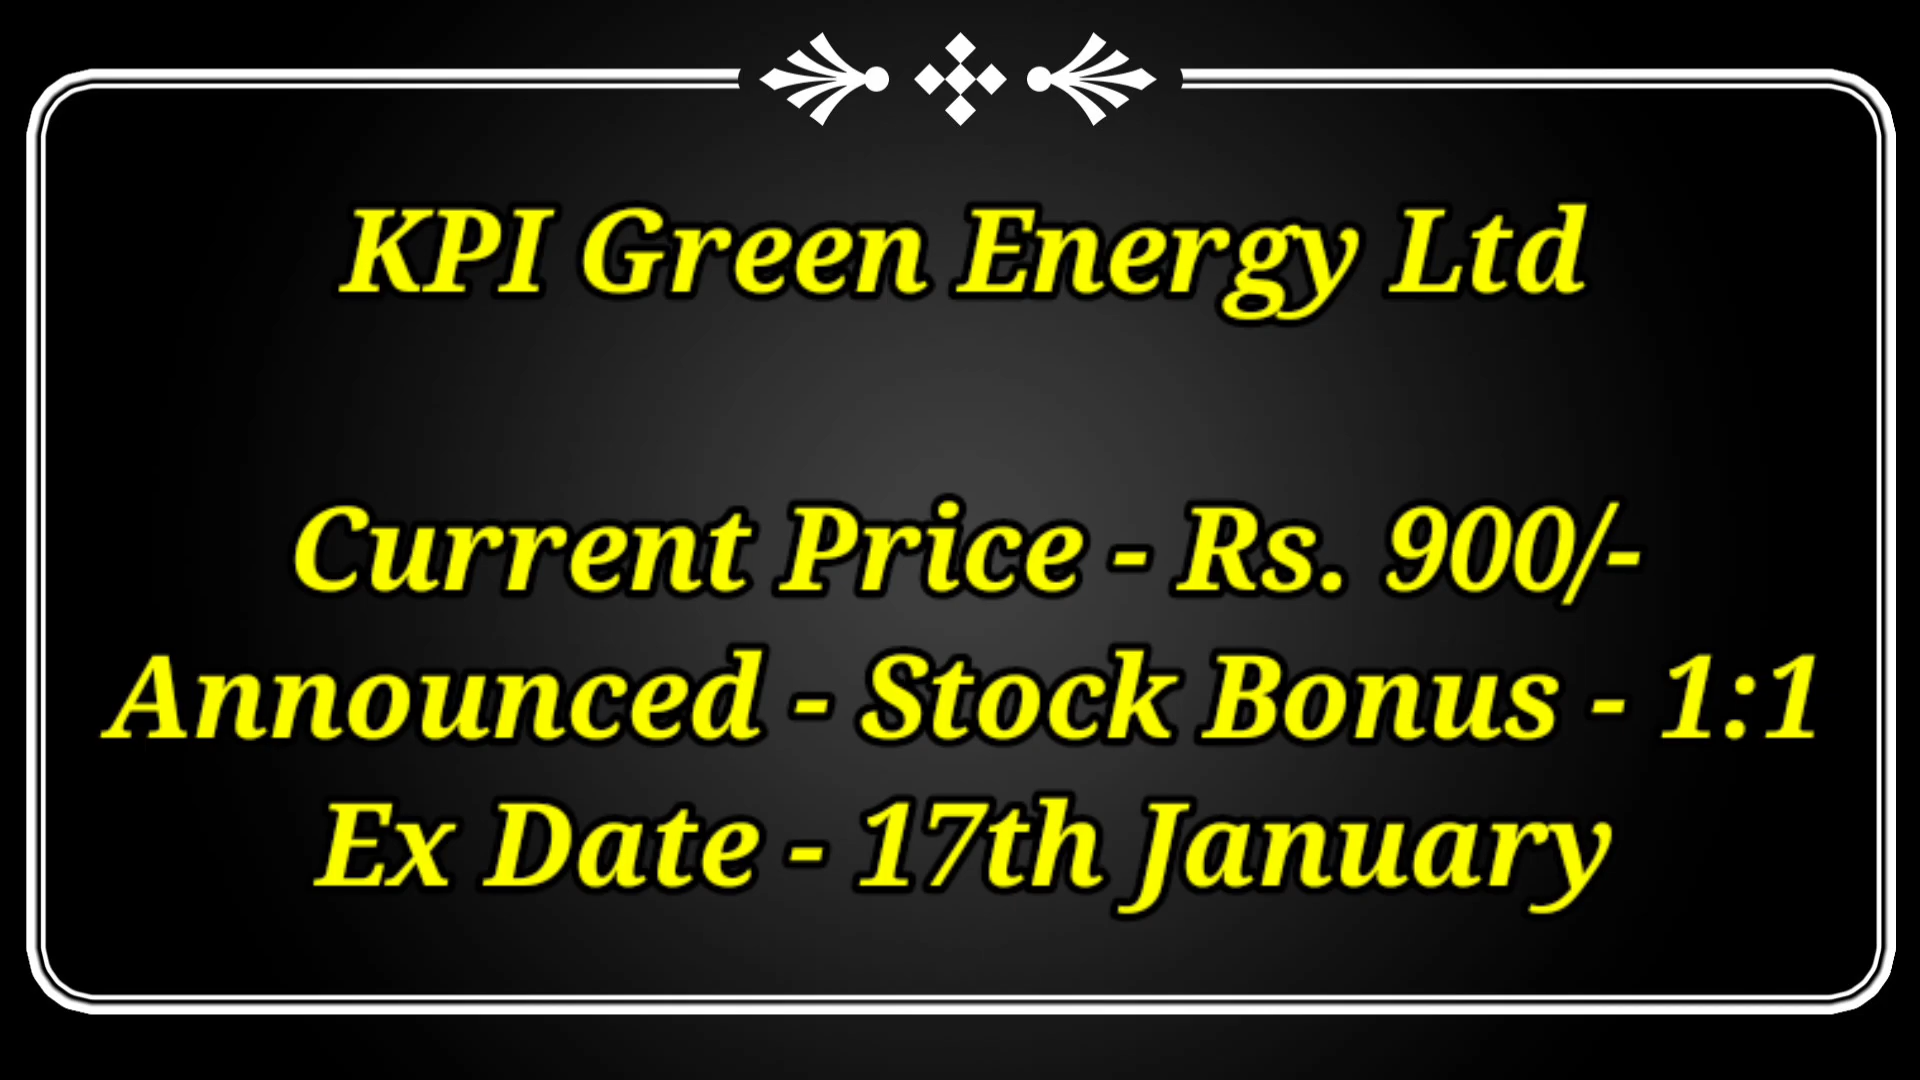 KPI Green Energy Ltd
Current Price - Rs. 900/-
Announced - Stock Bonus - 1:1
Ex Date - 17th January